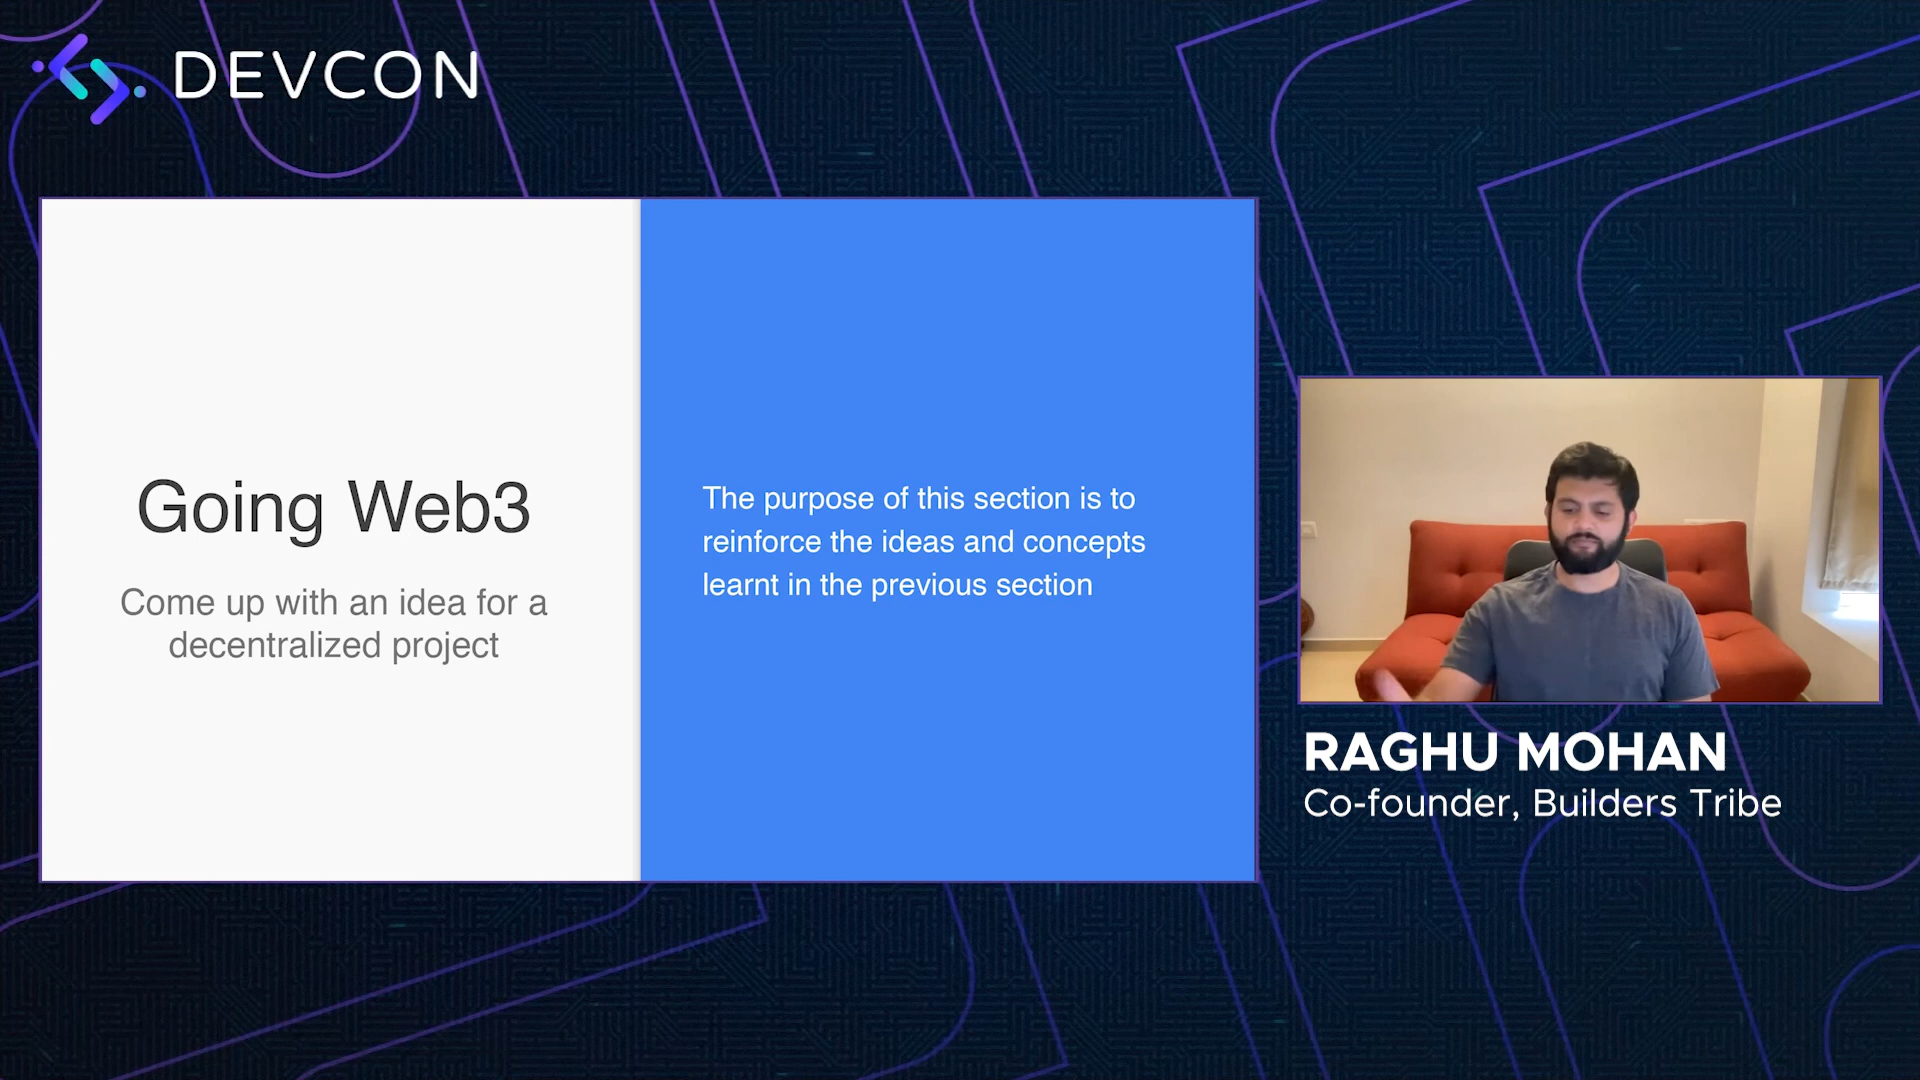 DEVCON
Going Web3
Come up with an idea for a
decentralized project
The purpose of this section is to
reinforce the ideas and concepts
learnt in the previous section
RAGHU MOHAN
Co-founder, Builders Tribe